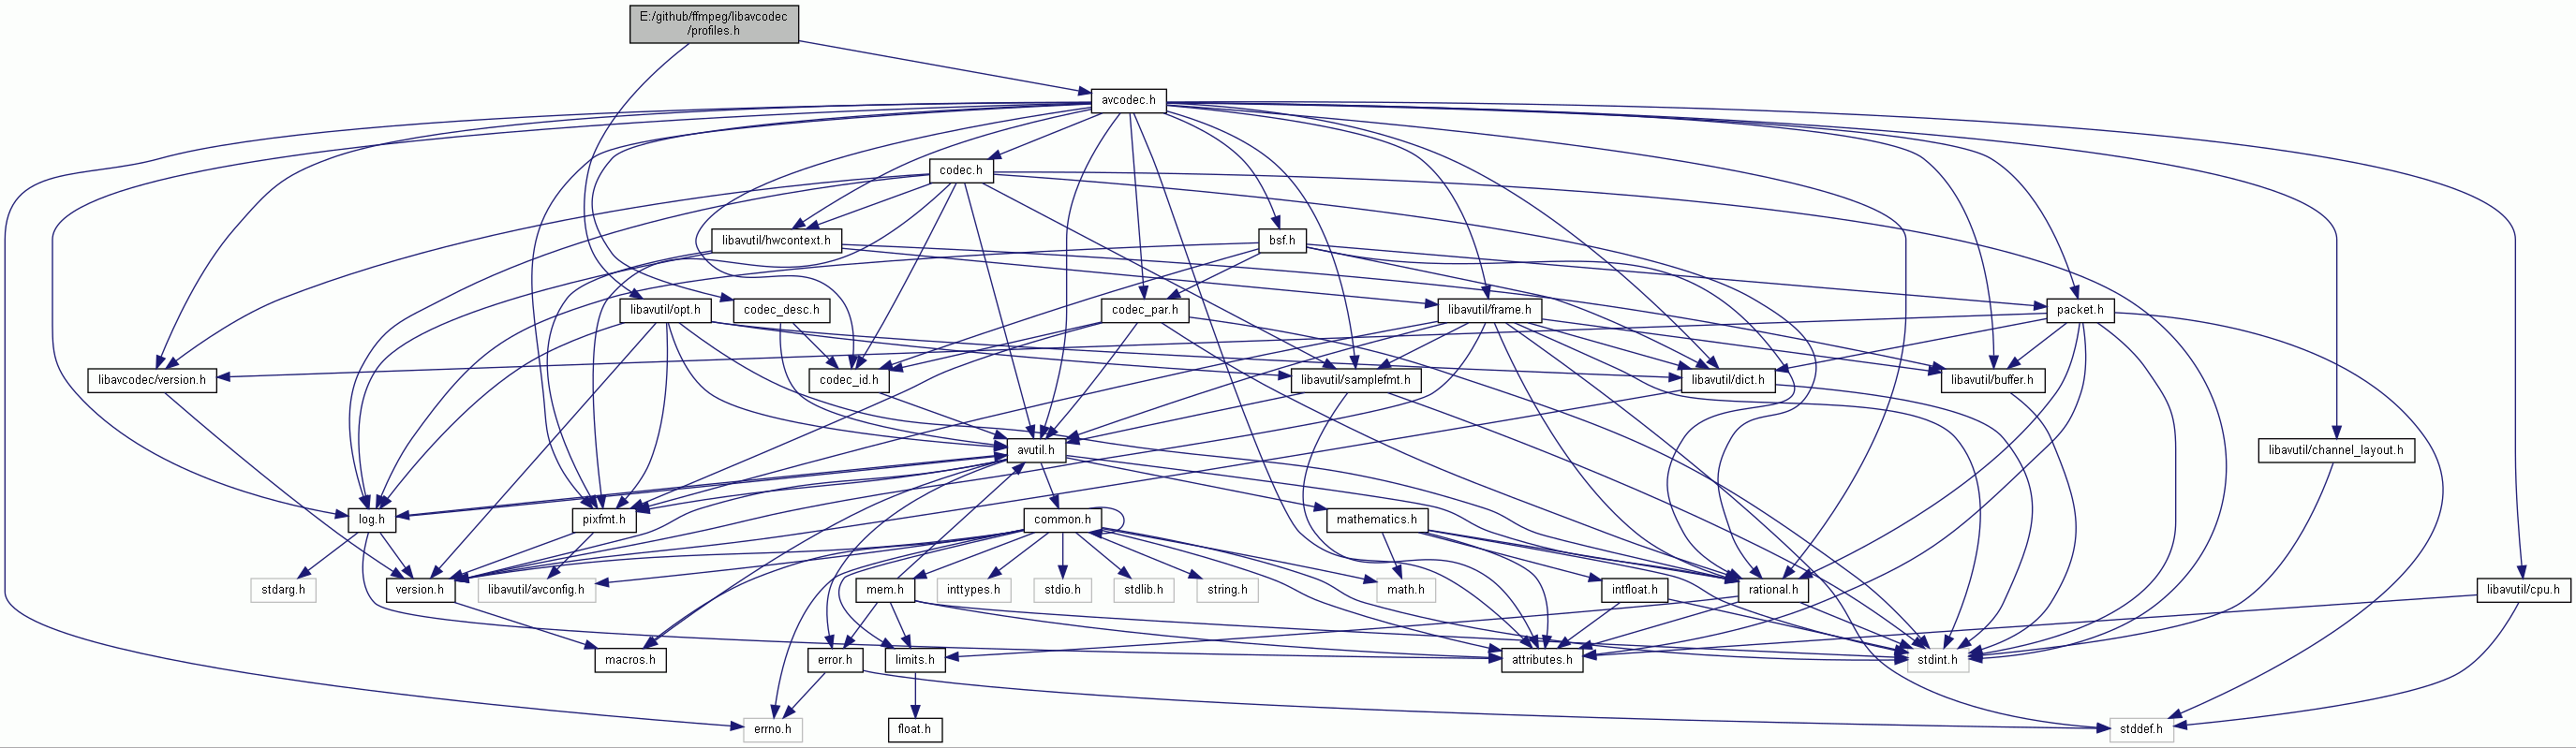 E:/github/ffmpeg/libavcodec
/profiles.h
avcodec.h
codec.h
libavutil/hwcontext.h
bsf.h
libavutil/opt.h
codec_desc.h
codec_par.h
libavutil/frame.h
packet.h
libavcodec/version.h
codec_id.h
libavutil/samplefmt.h
libavutil/dict.h
libavutil/buffer.h
avutil.h
libavutil/channel_layout.h
log.h
pixfmt.h
common.h
mathematics.h
stdarg.h
version.h
libavutil/avconfig.h
mem.h
inttypes.h
stdio.h
stdlib.h
string.h
math.h
intfloat.h
rational.h
libavutil/cpu.h
macros.h
error.h
limits.h
attributes.h
stdint.h
errno.h
float.h
stddef.h